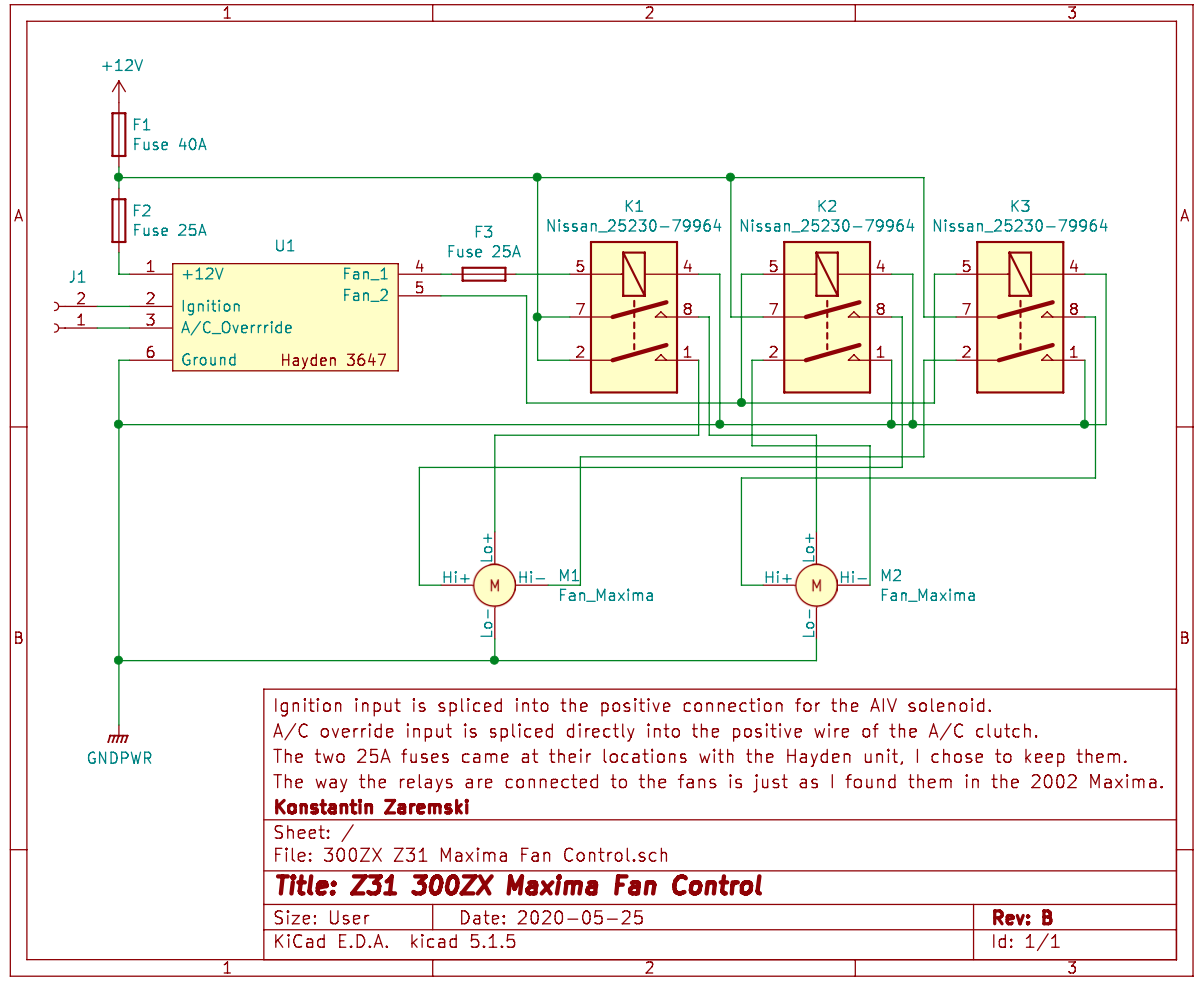 1 2 3
+12V
F1
Fuse 40A
F2
Fuse 25A
A A
K1 K2 K3
Nissan_25230-79964 Nissan_25230-79964 Nissan_25230-79964
F3
Fuse 25A
U1
J1
2
1
1 +12V Fan_1 4
Fan_2 5
2 Ignition
3 A/C_Overrride
6 Ground Hayden 3647
5 4 5 4 5 4
7 8 7 8 7 8
2 1 2 1 2 1
Lo+ Lo+
Hi+ M Hi- M1 Hi+ M Hi- M2
Fan_Maxima Fan_Maxima
Lo- Lo-
B B
GNDPWR
Ignition input is spliced into the positive connection for the AIV solenoid.
A/C override input is spliced directly into the positive wire of the A/C clutch.
The two 25A fuses came at their locations with the Hayden unit, I chose to keep them.
The way the relays are connected to the fans is just as I found them in the 2002 Maxima.
Konstantin Zaremski
Sheet: /
File: 300ZX Z31 Maxima Fan Control.sch
Title: Z31 300ZX Maxima Fan Control
Size: User Date: 2020-05-25 Rev: B
KiCad E.D.A. kicad 5.1.5 Id: 1/1
1 2 3